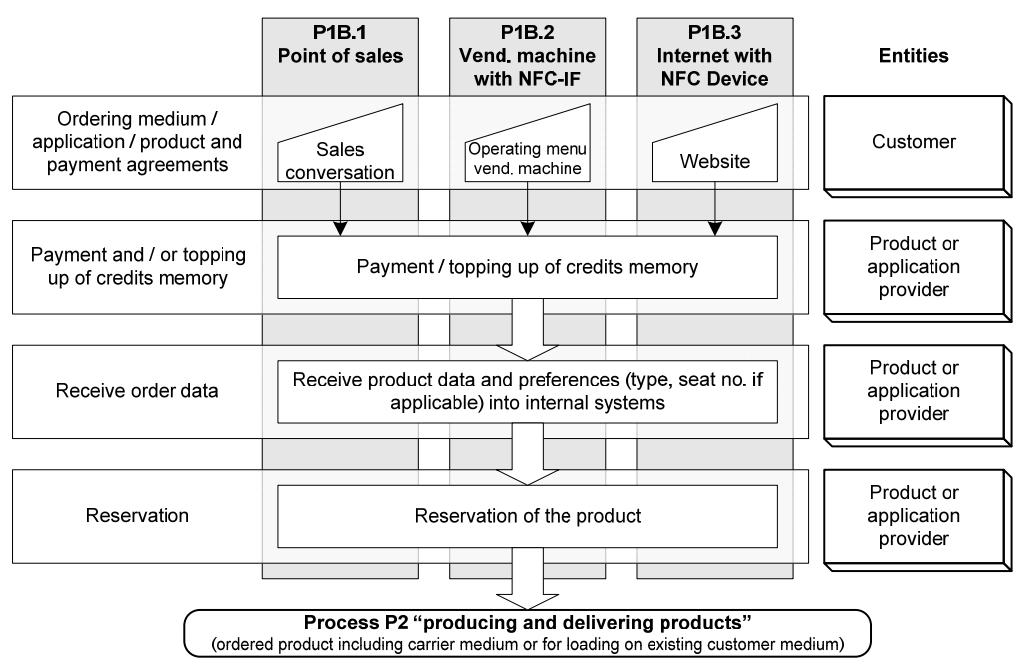 P1B.1
Point of sales
P1B.2
Vend. machine
with NFC-IF
P1B.3
Internet with
NFC Device
Entities
Ordering medium /
application / product and
payment agreements
Sales
conversation
Operating menu
vend. machine
Website
Customer
Payment and / or topping
up of credits memory
Payment / topping up of credits memory
Product or
application
provider
Receive order data
Receive product data and preferences (type, seat no. if
applicable) into internal systems
Product or
application
provider
Reservation
Reservation of the product
Product or
application
provider
Process P2 “producing and delivering products”
(ordered product including carrier medium or for loading on existing customer medium)